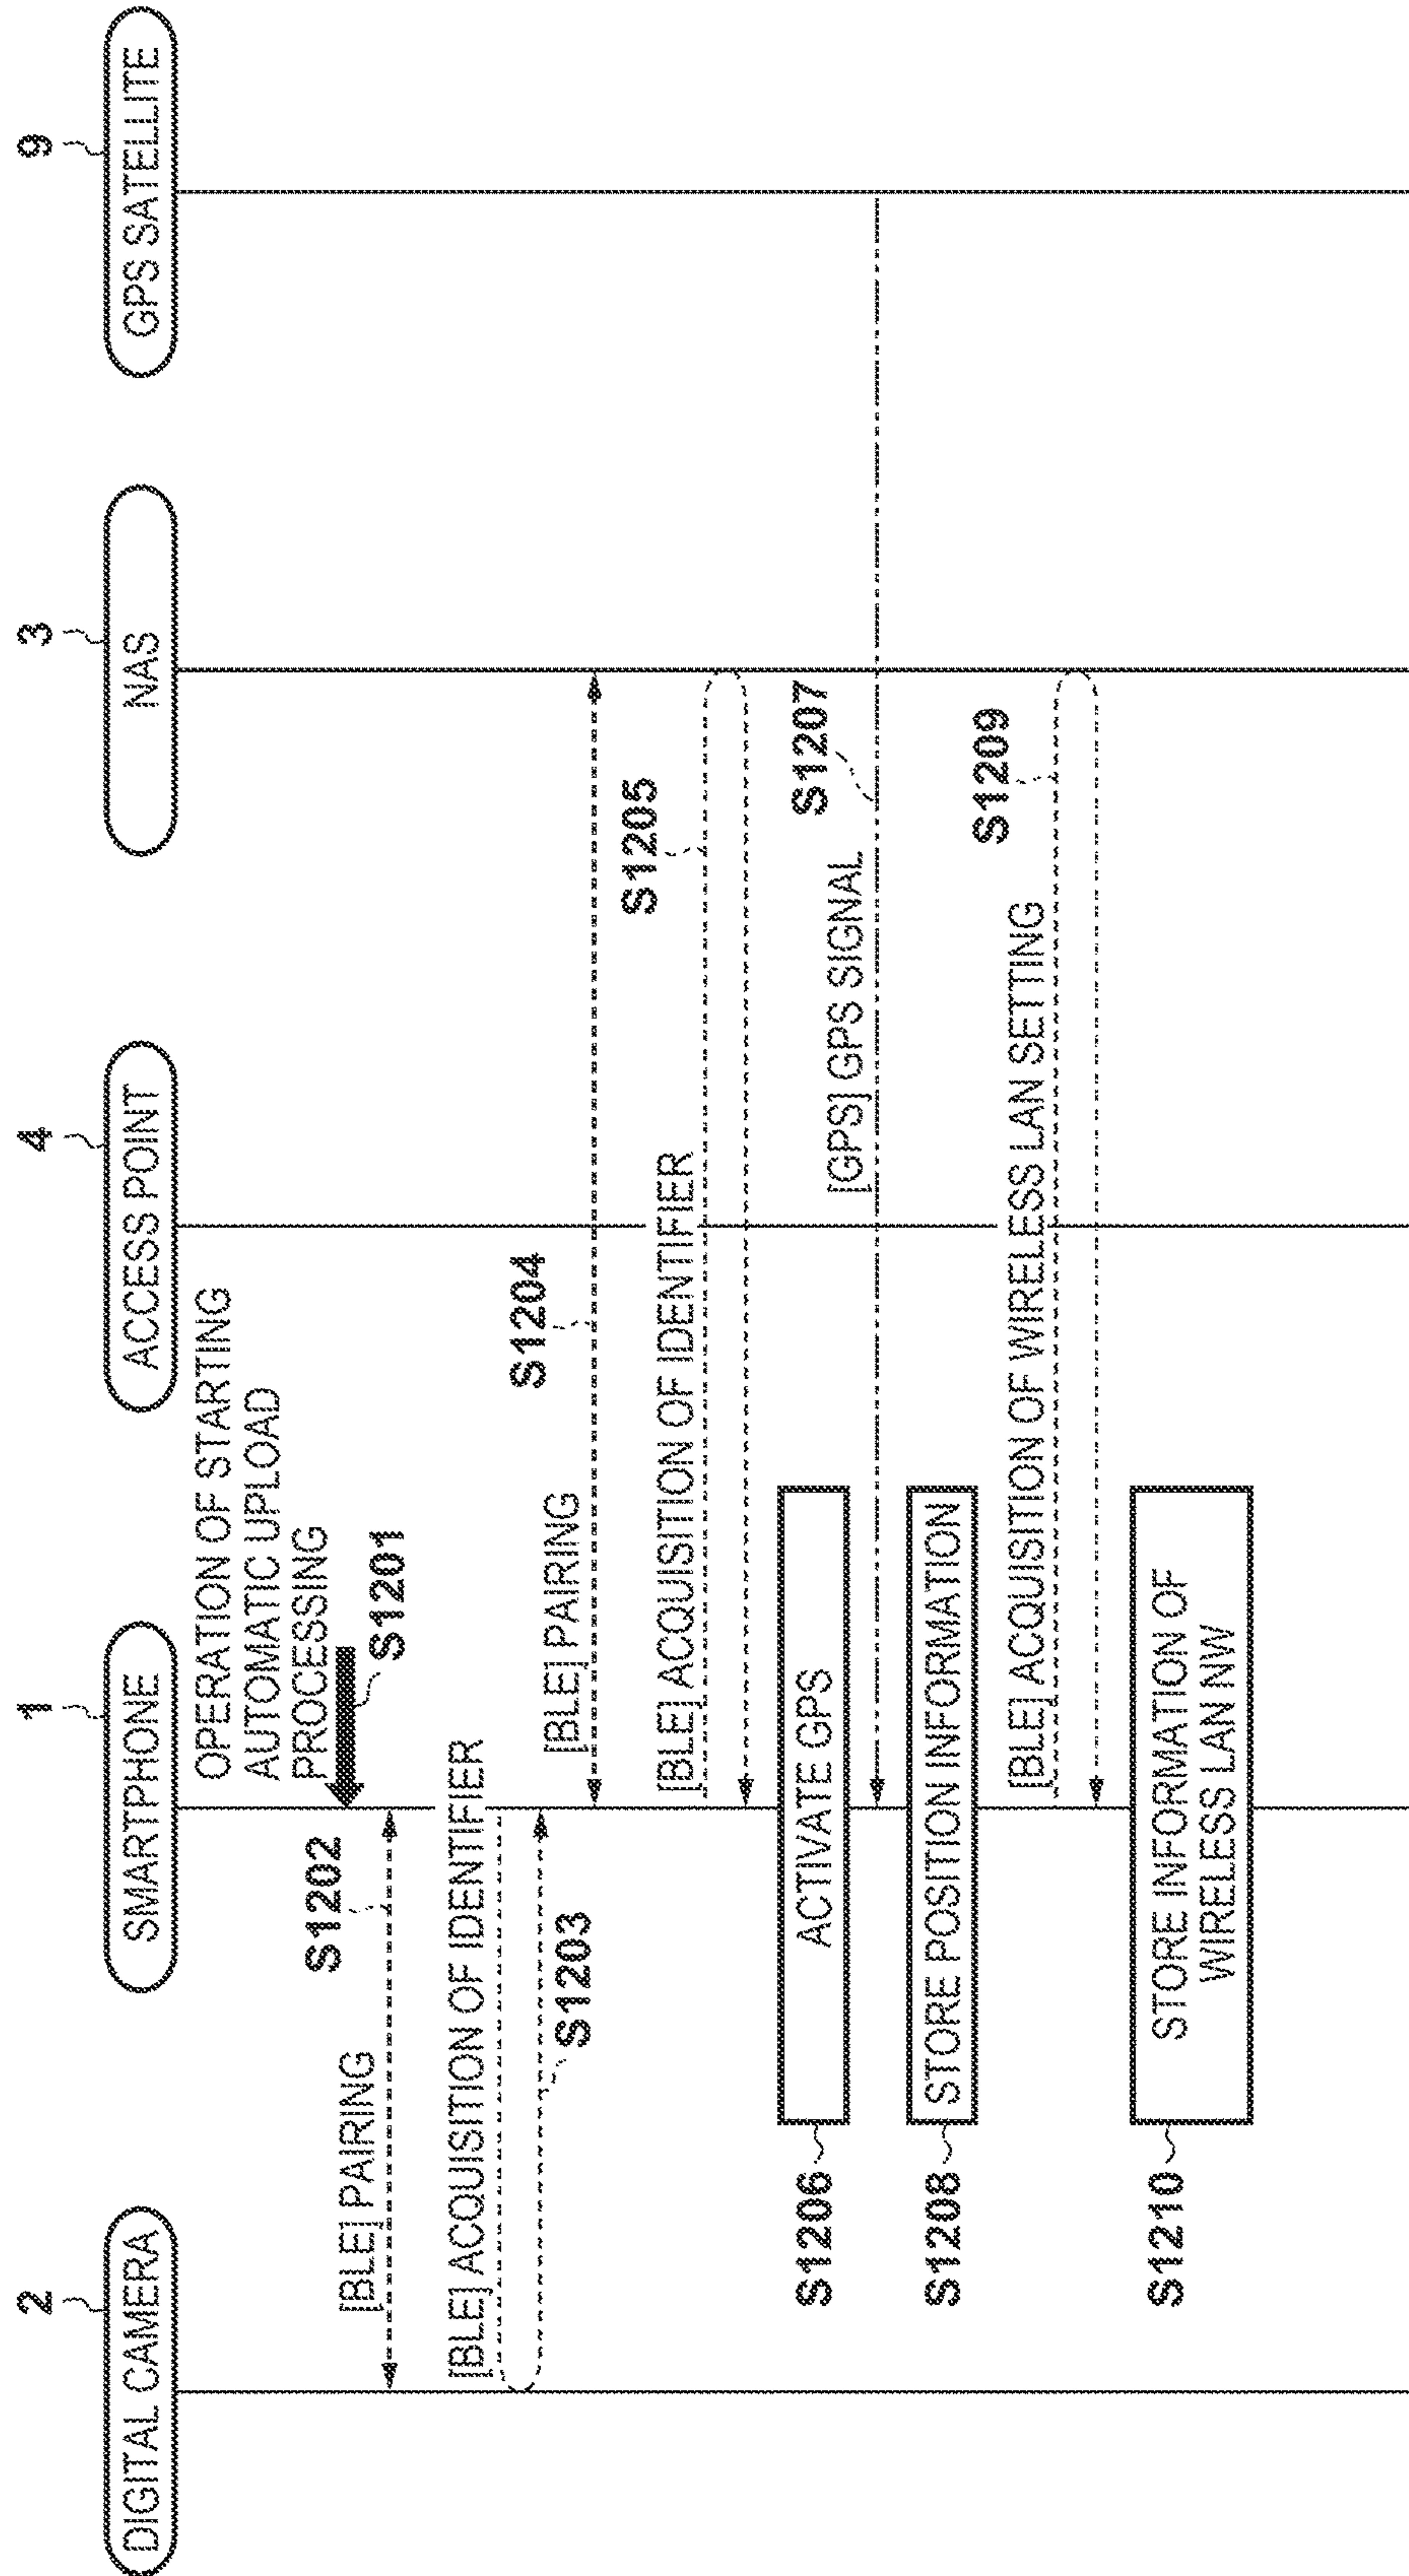 2
1
4
3
9
DIGITAL CAMERA
SMARTPHONE
ACCESS POINT
NAS
GPS SATELLITE
OPERATION OF STARTING
AUTOMATIC UPLOAD
PROCESSING
S1201
S1202
[BLE] PAIRING
[BLE] ACQUISITION OF IDENTIFIER
S1203
[BLE] PAIRING
S1204
[BLE] ACQUISITION OF IDENTIFIER
S1205
S1206
ACTIVATE GPS
[GPS] GPS SIGNAL
S1207
S1208
STORE POSITION INFORMATION
[BLE] ACQUISITION OF WIRELESS LAN SETTING
S1209
S1210
STORE INFORMATION OF
WIRELESS LAN NW